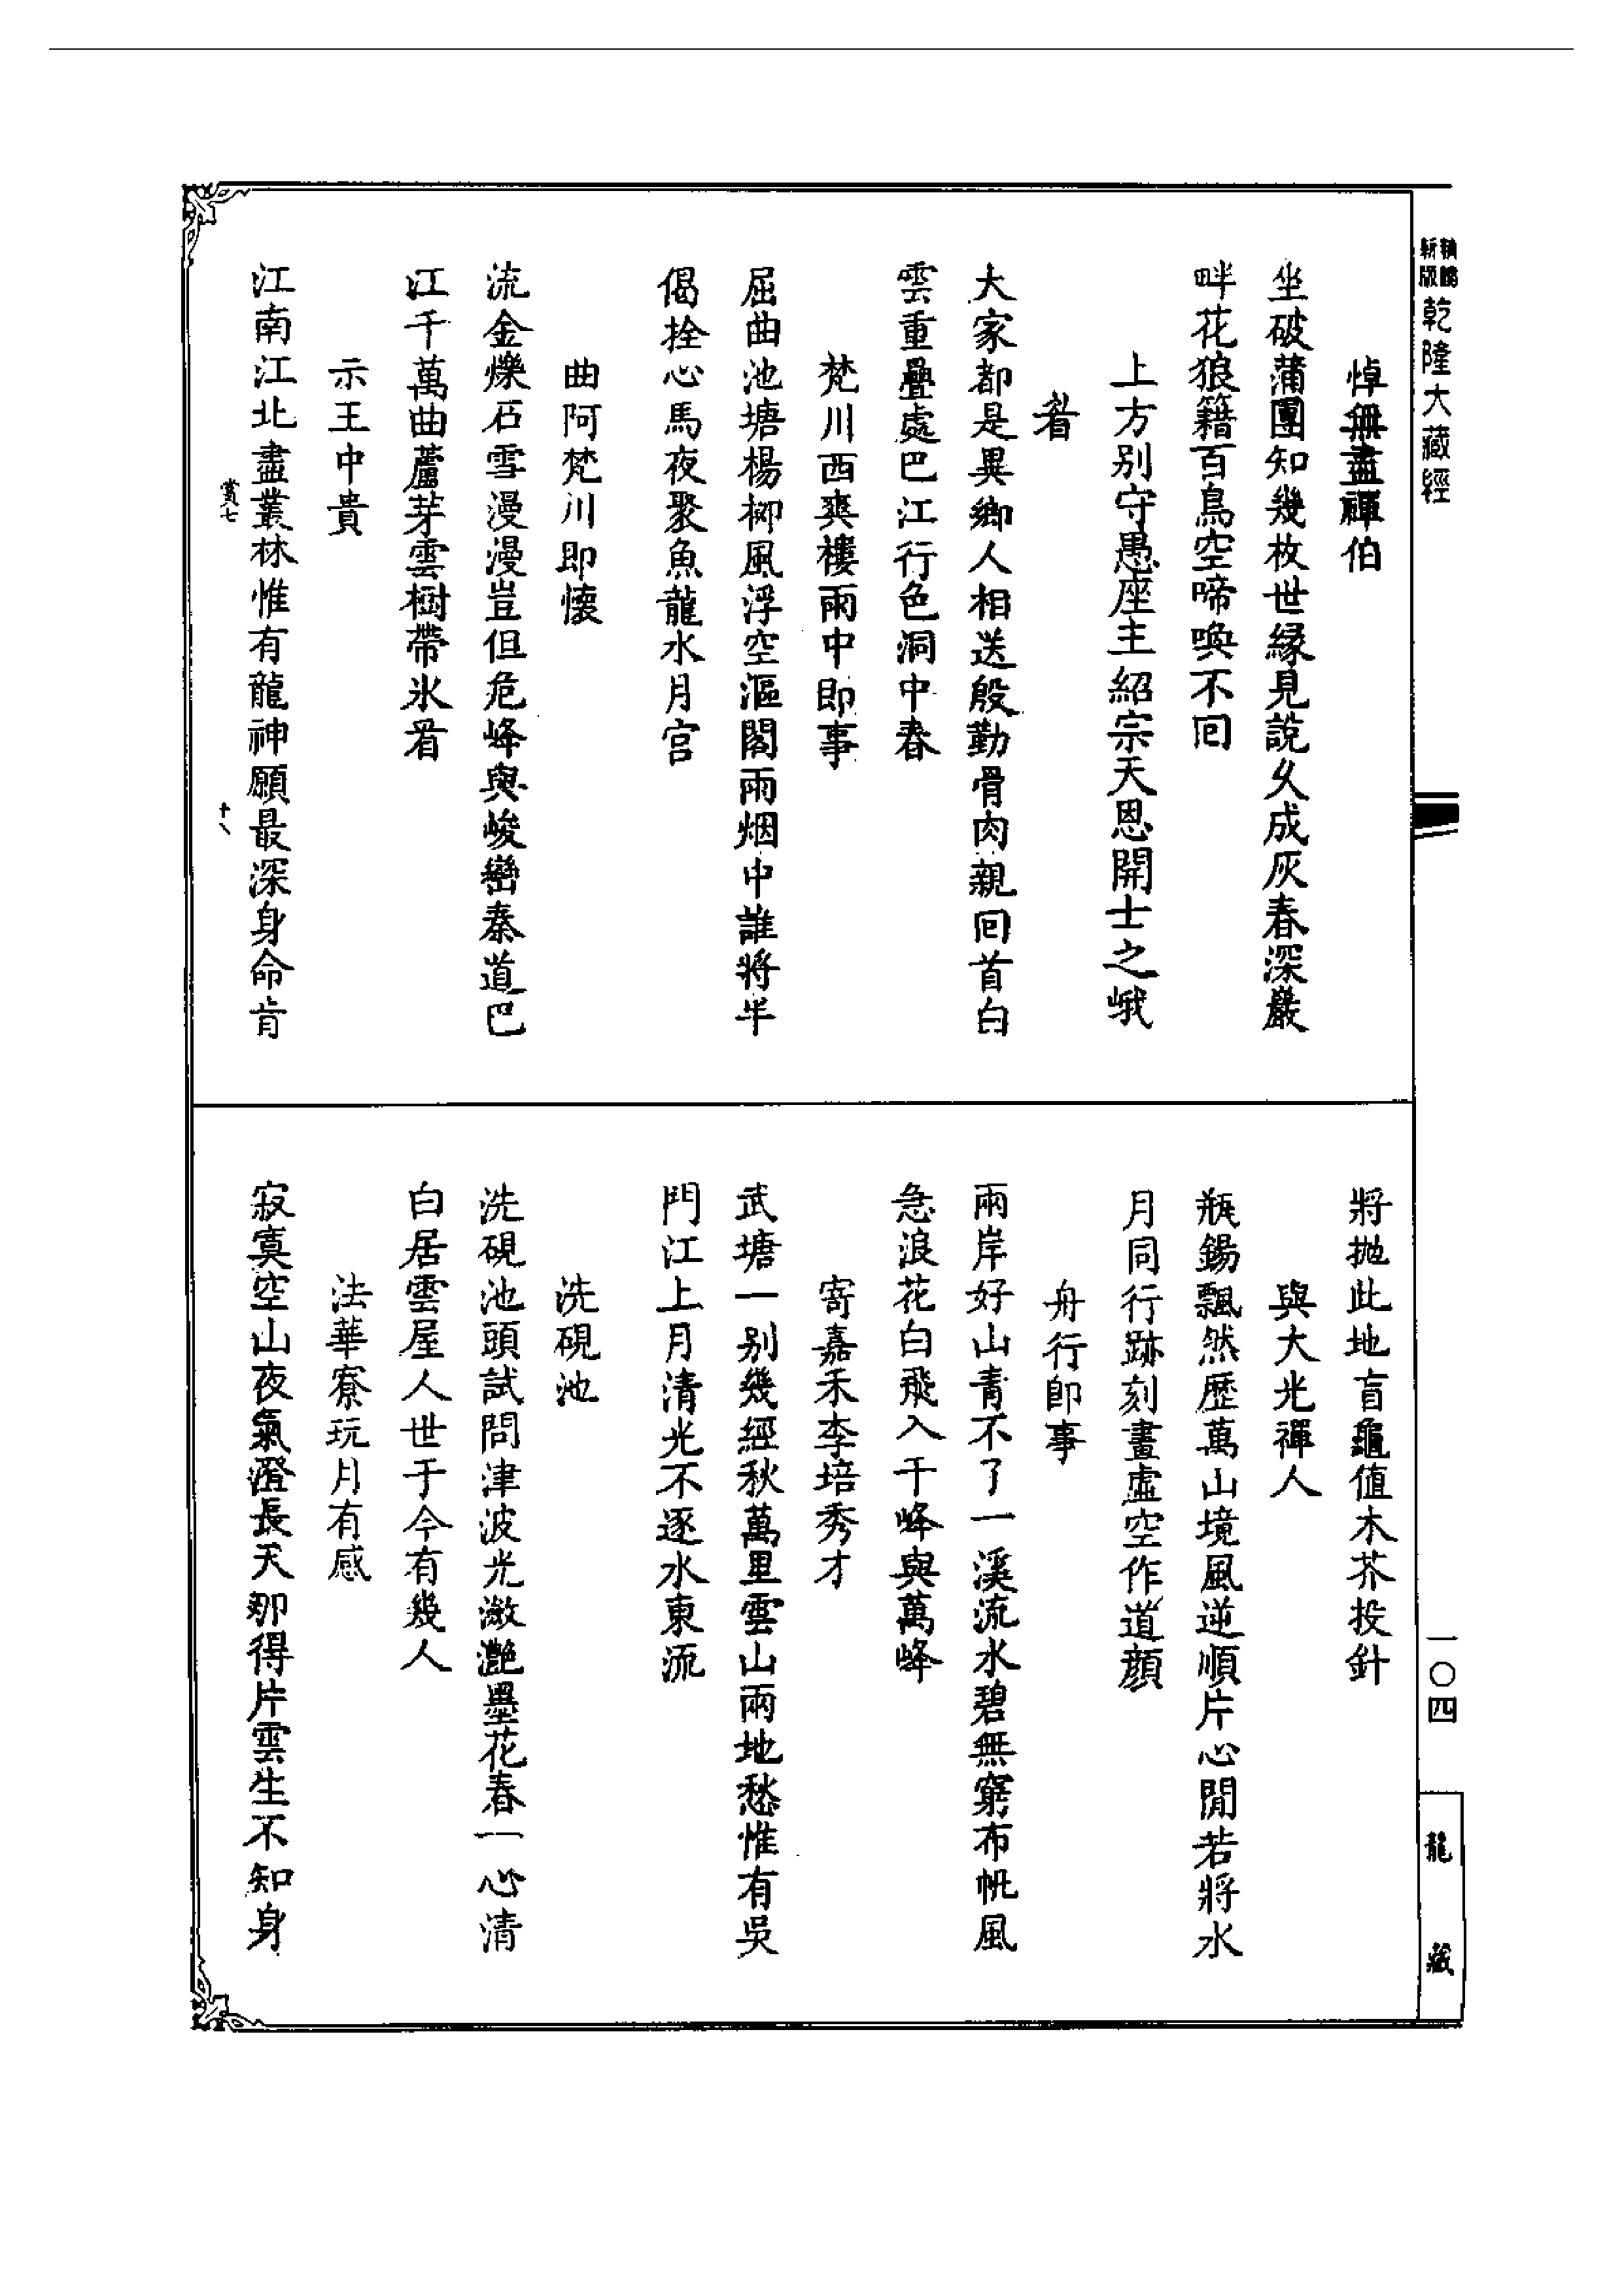 乾隆大藏經
悼無盡禪伯
坐破蒲團知幾枚世緣見說久成灰春深巖
畔花狼籍百鳥空啼喚不回
上方別守愚座主紹宗天恩開士之峨
眉
大家都是異鄉人相送殷勤骨肉親回首白
雲重疊處巴江行色洞中春
梵川西爽樓雨中即事
屈曲池塘楊柳風浮空漚閣雨烟中誰將半
偈拴心馬夜聚魚龍水月宮
曲阿梵川即懷
流金爍石雪漫漫豈但危峰與峻巒秦道巴
江千萬曲蘆芽雲樹帶氷看
示王中貴
江南江北盡叢林惟有龍神願最深身命肯
十八
將拋此地盲龜值木芥投針
與大光禪人
瓶錫飄然歷萬山境風逆順片心閒若將水
月同行跡刻畫虛空作道顏
舟行即事
兩岸好山青不了一溪流水碧無窮布帆風
急浪花白飛入千峰與萬峰
寄嘉禾李培秀才
武塘一別幾經秋萬里雲山兩地愁惟有吳
門江上月清光不逐水東流
洗硯池
洗硯池頭試問津波光瀲灔墨花春一心清
白居雲屋人世于今有幾人
法華寮玩月有感
寂寞空山夜氣澄長天那得片雲生不知身
一〇四
龍藏